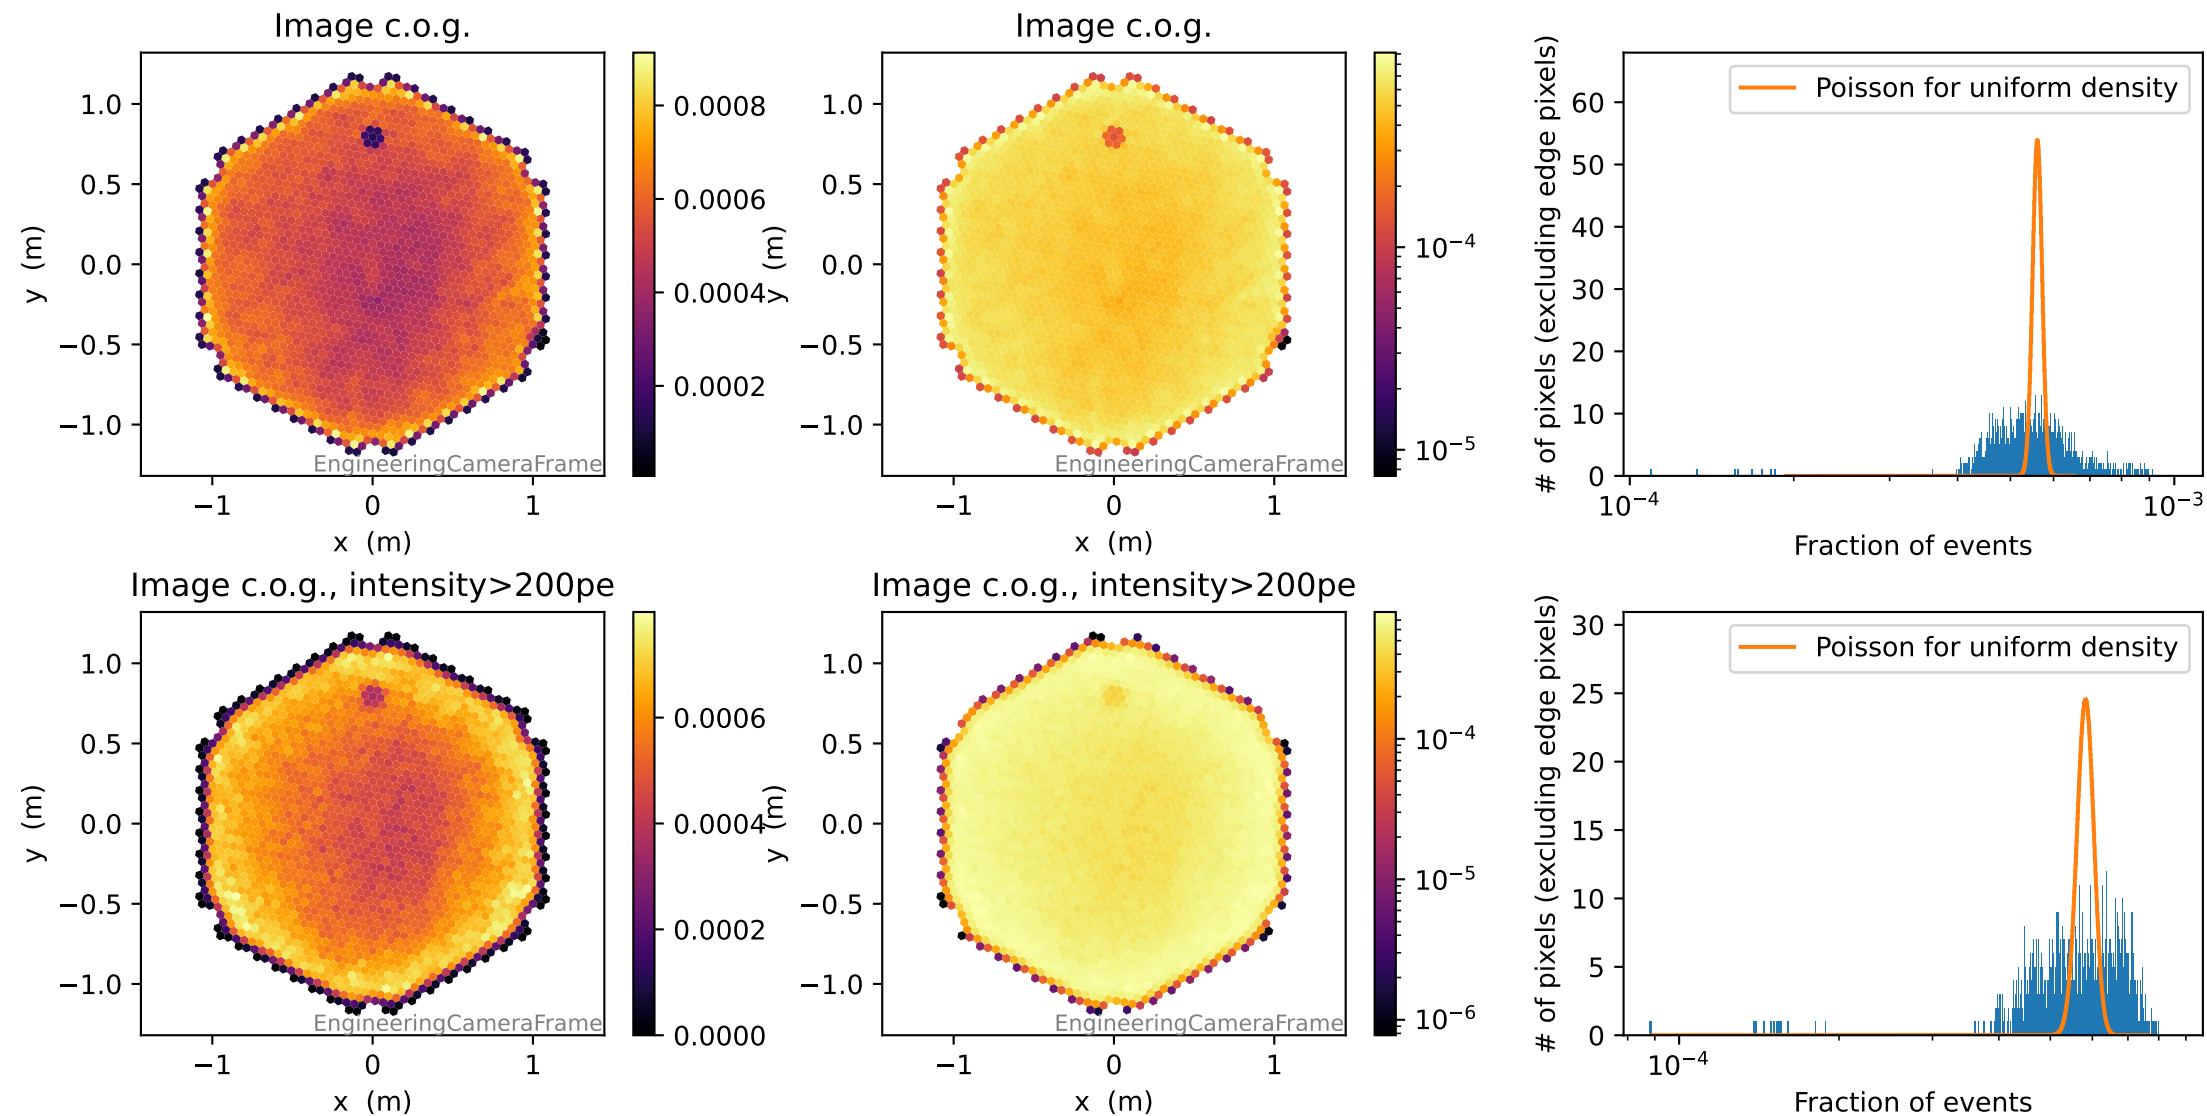 Image c.o.g.
1.0
0.5
0.0
−0.5
−1.0
y (m)
−1
0
1
x (m)
EngineeringCameraFrame
0.0008
0.0006
0.0004
0.0002
Image c.o.g.
1.0
0.5
0.0
−0.5
−1.0
y (m)
−1
0
1
x (m)
EngineeringCameraFrame
10⁻⁴
10⁻⁵
# of pixels (excluding edge pixels)
60
50
40
30
20
10
0
Poisson for uniform density
10⁻⁴
10⁻³
Fraction of events
Image c.o.g., intensity>200pe
1.0
0.5
0.0
−0.5
−1.0
y (m)
−1
0
1
x (m)
EngineeringCameraFrame
0.0006
0.0004
0.0002
0.0000
Image c.o.g., intensity>200pe
1.0
0.5
0.0
−0.5
−1.0
y (m)
−1
0
1
x (m)
EngineeringCameraFrame
10⁻⁴
10⁻⁵
10⁻⁶
# of pixels (excluding edge pixels)
30
25
20
15
10
5
0
Poisson for uniform density
10⁻⁴
Fraction of events